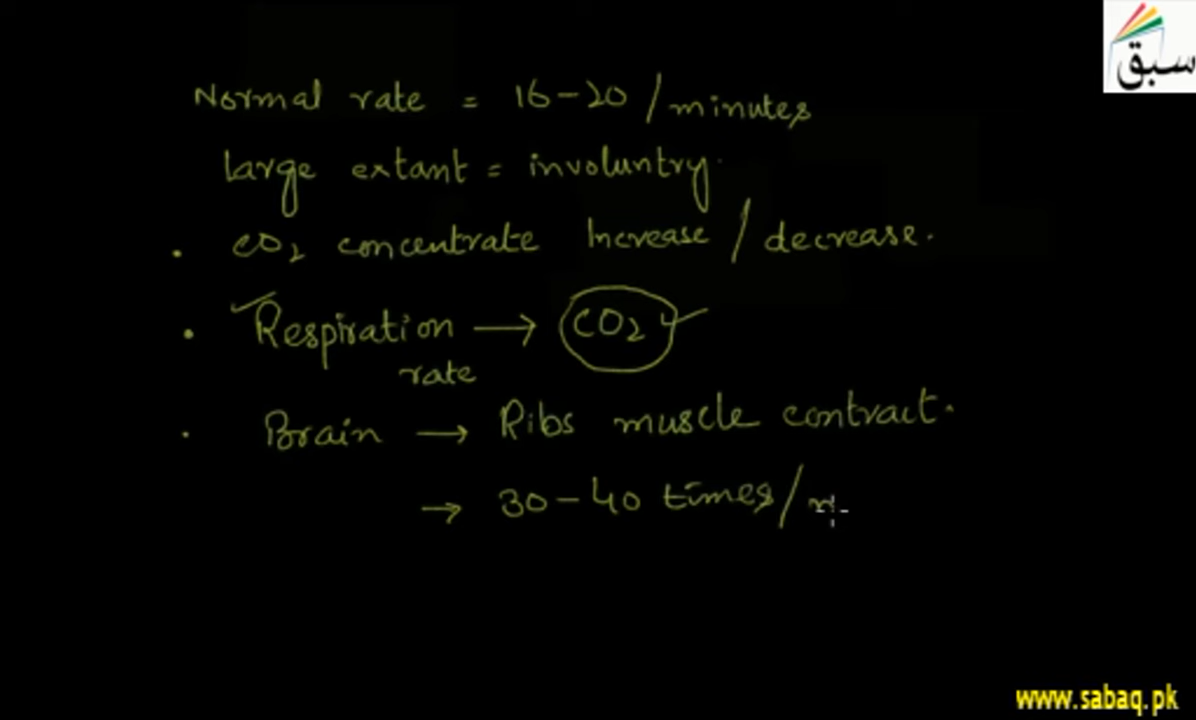 سبق
Normal rate = 16-20 / minutes
Large extant = involuntry.
. CO2 concentrate Increase / decrease.
. Respiration → CO2
rate
. Brain → Ribs muscle contract.
→ 30-40 times/
www.sabaq.pk